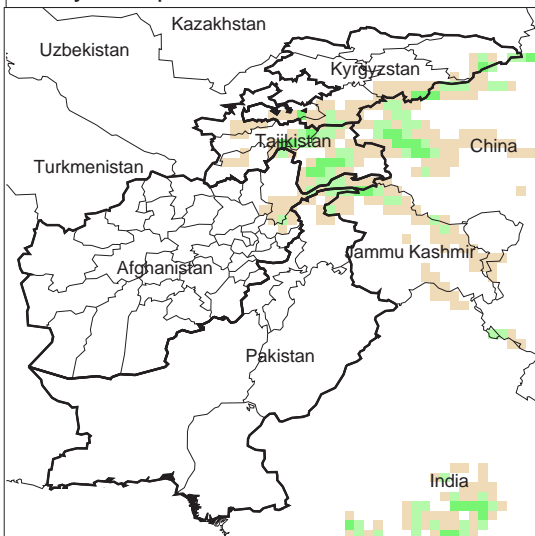 Kazakhstan
Uzbekistan
Kyrgyzstan
Tajikistan
China
Turkmenistan
Jammu Kashmir
Afghanistan
Pakistan
India